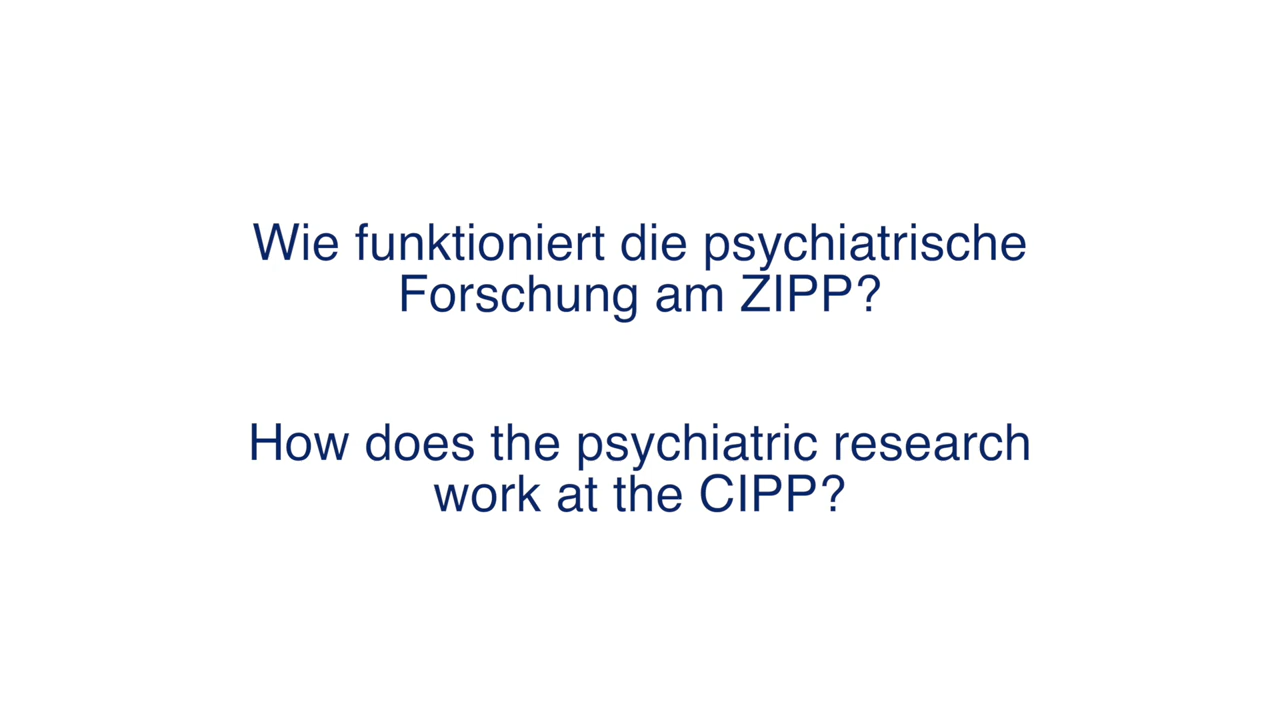 Wie funktioniert die psychiatrische
Forschung am ZIPP?
How does the psychiatric research
work at the CIPP?